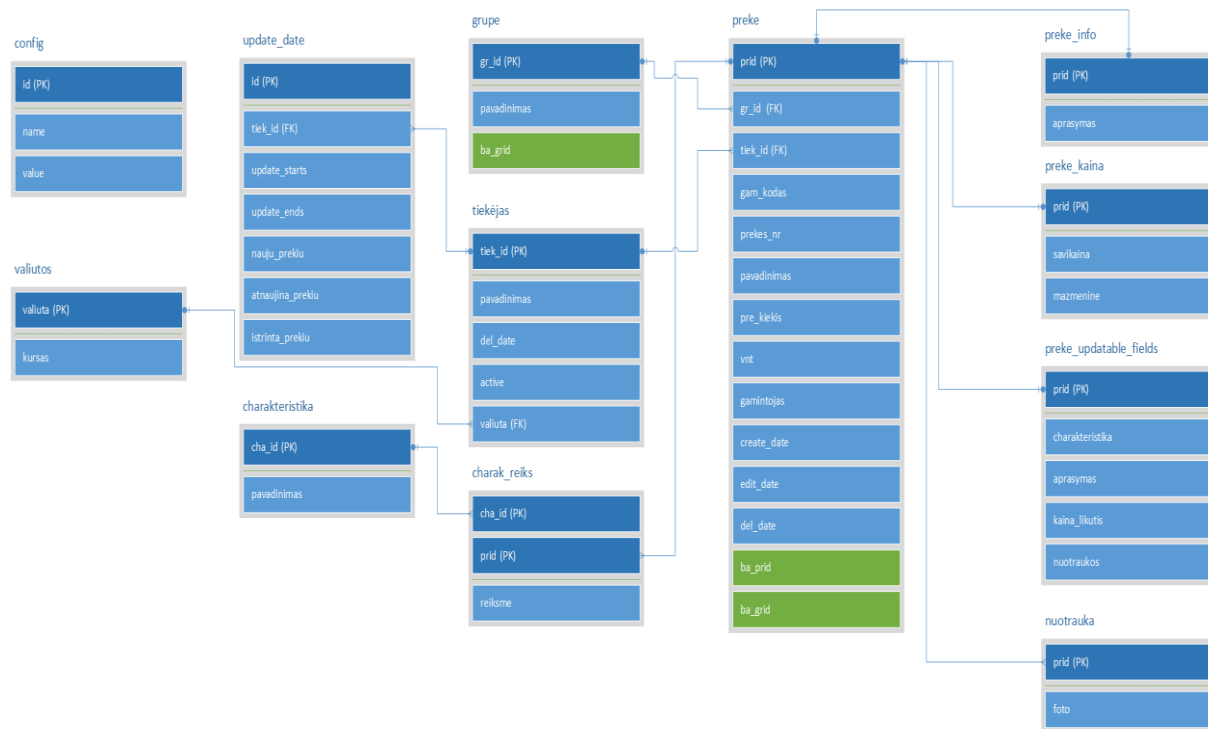 config
id (PK)
name
value
valiutos
valiuta (PK)
kursas
update_date
id (PK)
tiek_id (FK)
update_starts
update_ends
nauju_prekiu
atnaujina_prekiu
istrinta_prekiu
charakteristika
cha_id (PK)
pavadinimas
grupe
gr_id (PK)
pavadinimas
ba_grid
tiekėjas
tiek_id (PK)
pavadinimas
del_date
active
valiuta (FK)
charak_reiks
cha_id (PK)
prid (PK)
reiksme
preke
prid (PK)
gr_id (FK)
tiek_id (FK)
gam_kodas
prekes_nr
pavadinimas
pre_kiekis
vnt
gamintojas
create_date
edit_date
del_date
ba_prid
ba_grid
preke_info
prid (PK)
aprasymas
preke_kaina
prid (PK)
savikaina
mazmenine
preke_updatable_fields
prid (PK)
charakteristika
aprasymas
kaina_likutis
nuotraukos
nuotrauka
prid (PK)
foto